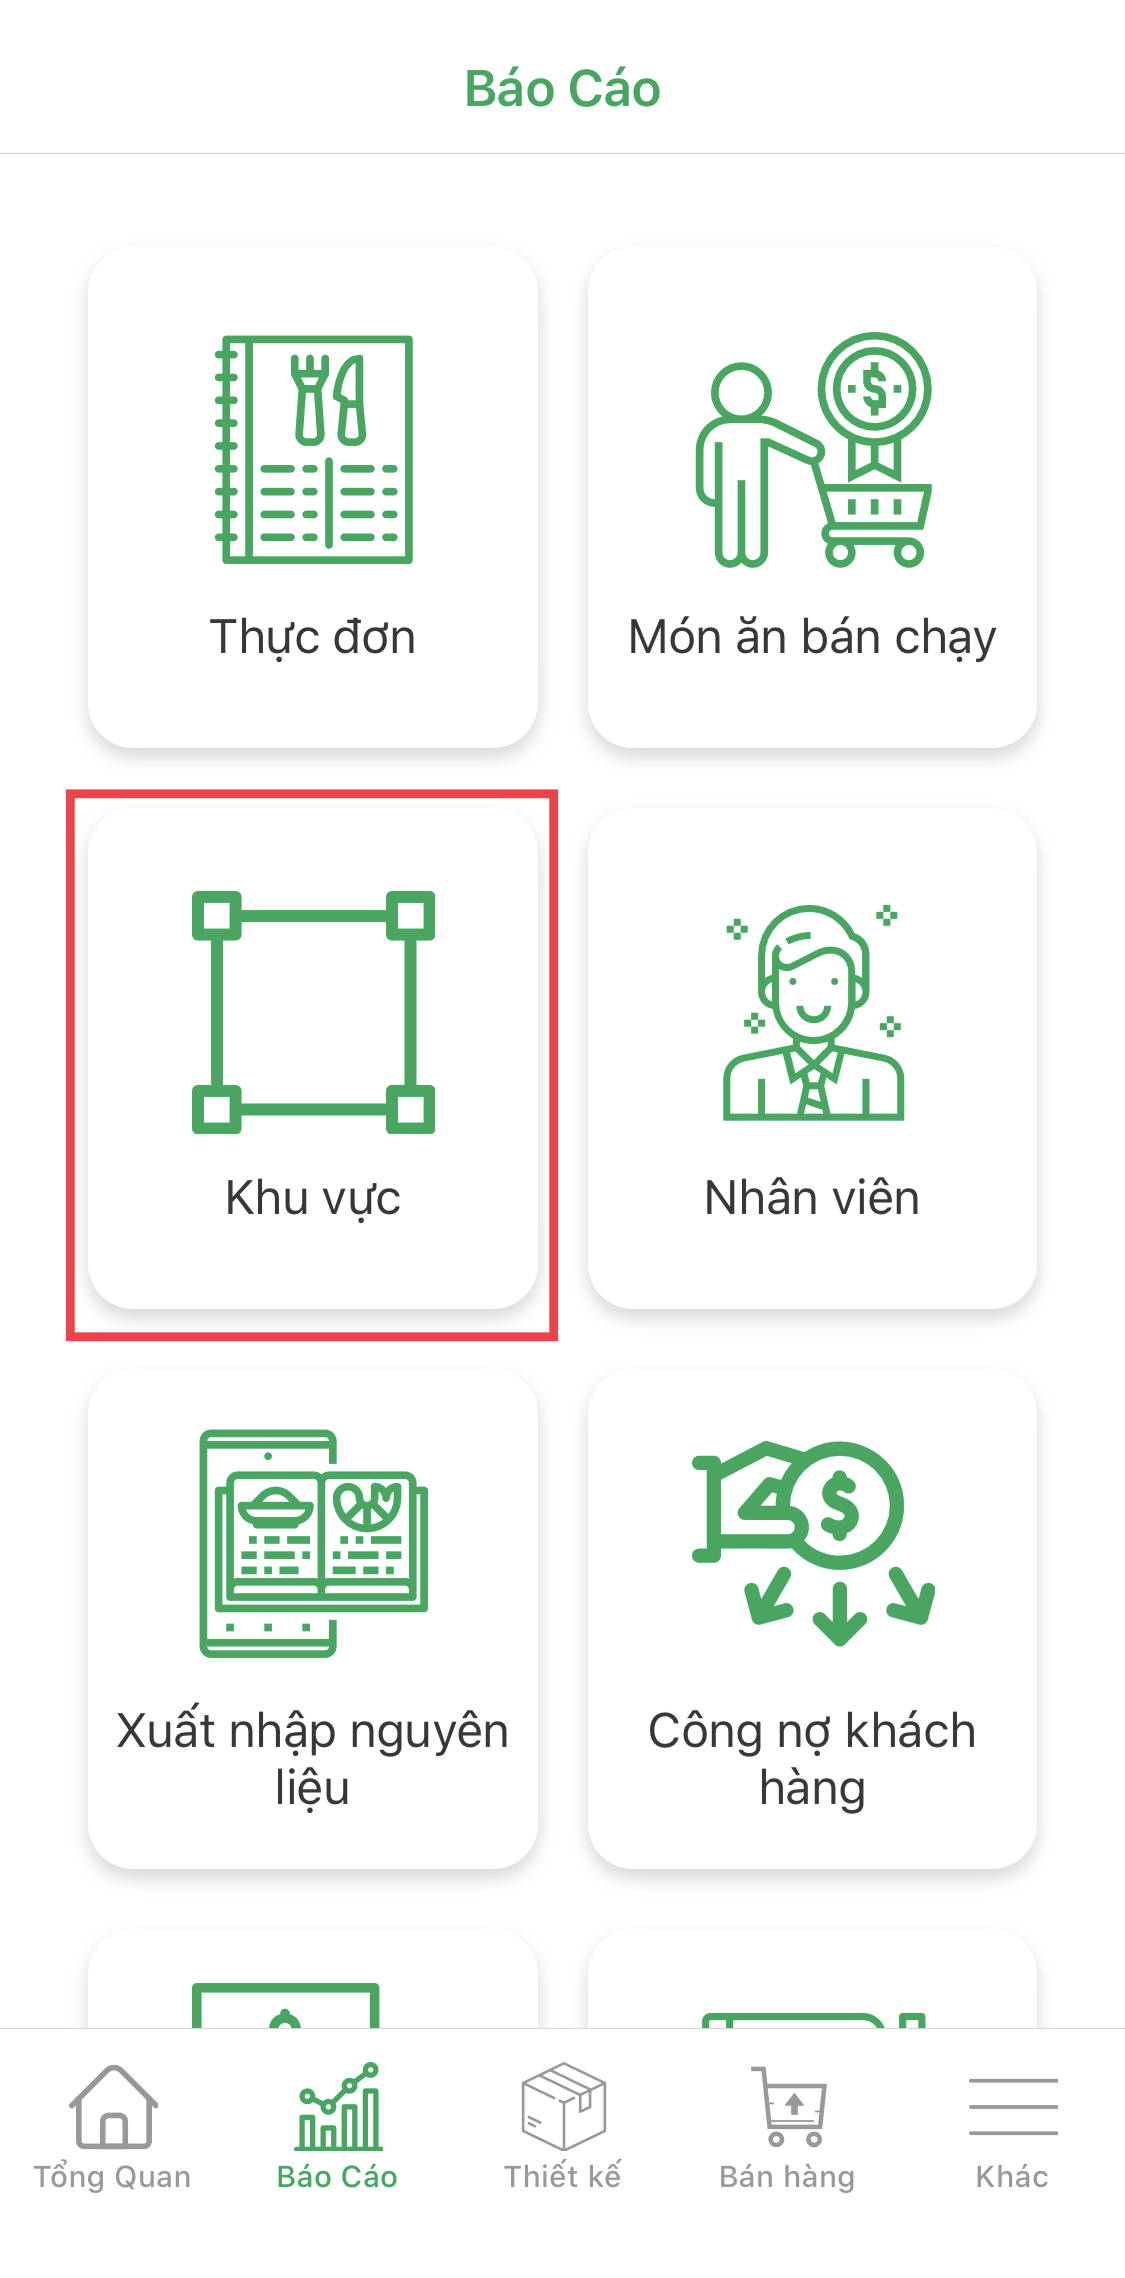 Báo Cáo
Thực đơn
Món ăn bán chạy
Khu vực
Nhân viên
Xuất nhập nguyên
liệu
Công nợ khách
hàng
Tổng Quan
Báo Cáo
Thiết kế
Bán hàng
Khác